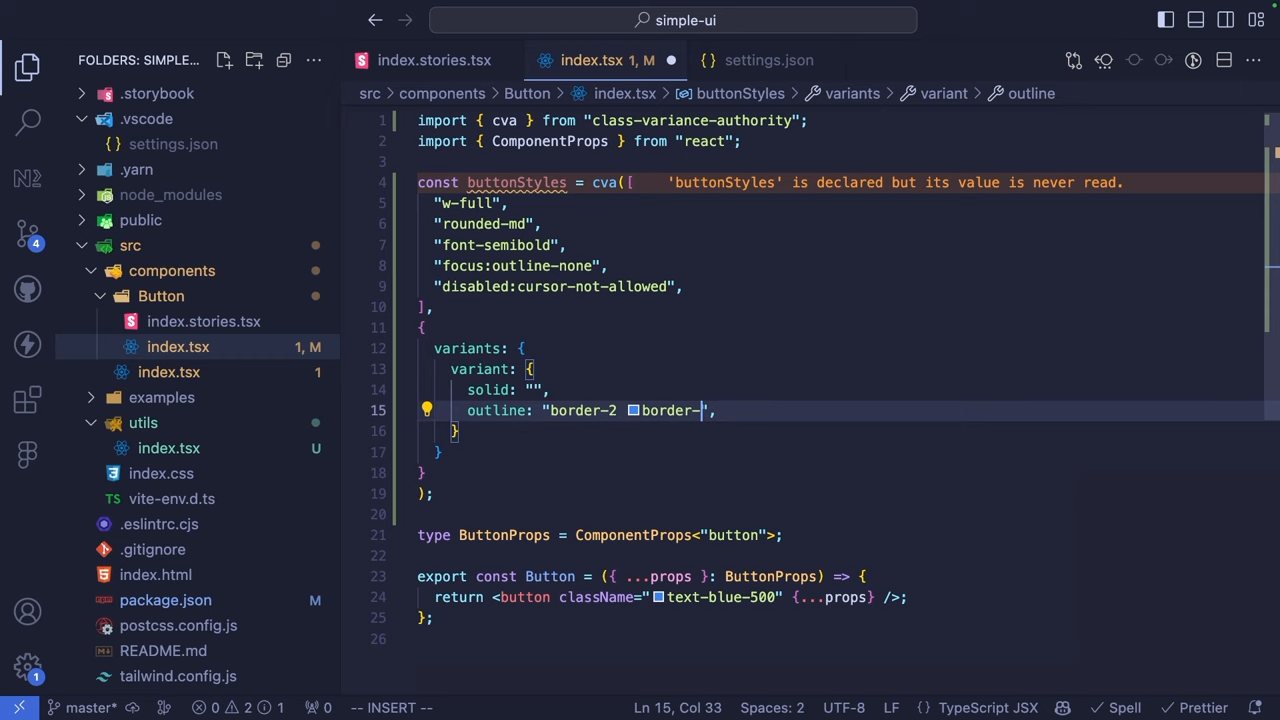 simple-ui
FOLDERS: SIMPLE...
index.stories.tsx
index.tsx 1, M
settings.json
src
components
Button
index.tsx
buttonStyles
variants
variant
outline
.storybook
.vscode
settings.json
.yarn
node_modules
public
src
components
Button
index.stories.tsx
index.tsx 1, M
index.tsx 1
examples
utils
index.tsx U
index.css
vite-env.d.ts
.eslintrc.cjs
.gitignore
index.html
package.json M
postcss.config.js
README.md
tailwind.config.js
4
1
1 import { cva } from "class-variance-authority";
2 import { ComponentProps } from "react";
3
4 const buttonStyles = cva([ 'buttonStyles' is declared but its value is never read.
5 "w-full",
6 "rounded-md",
7 "font-semibold",
8 "focus:outline-none",
9 "disabled:cursor-not-allowed",
10 ],
11 {
12 variants: {
13 variant: {
14 solid: "",
15 outline: "border-2 border-",
16 }
17 }
18 }
19 );
20
21 type ButtonProps = ComponentProps<"button">;
22
23 export const Button = ({ ...props }: ButtonProps) => {
24 return <button className="text-blue-500" {...props} />;
25 };
26
master* 0 2 1 0 -- INSERT -- Ln 15, Col 33 Spaces: 2 UTF-8 LF TypeScript JSX Spell Prettier